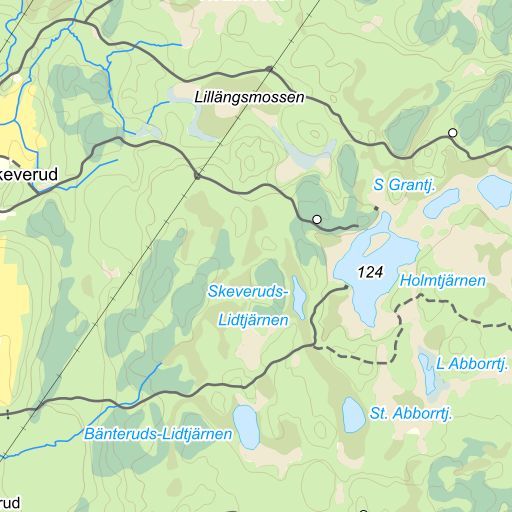 Lillängsmossen
keverud
S Grantj.
124
Holmtjärnen
Skeveruds-
Lidtjärnen
L Abborrtj.
St. Abborrtj.
Bänteruds-Lidtjärnen
rud